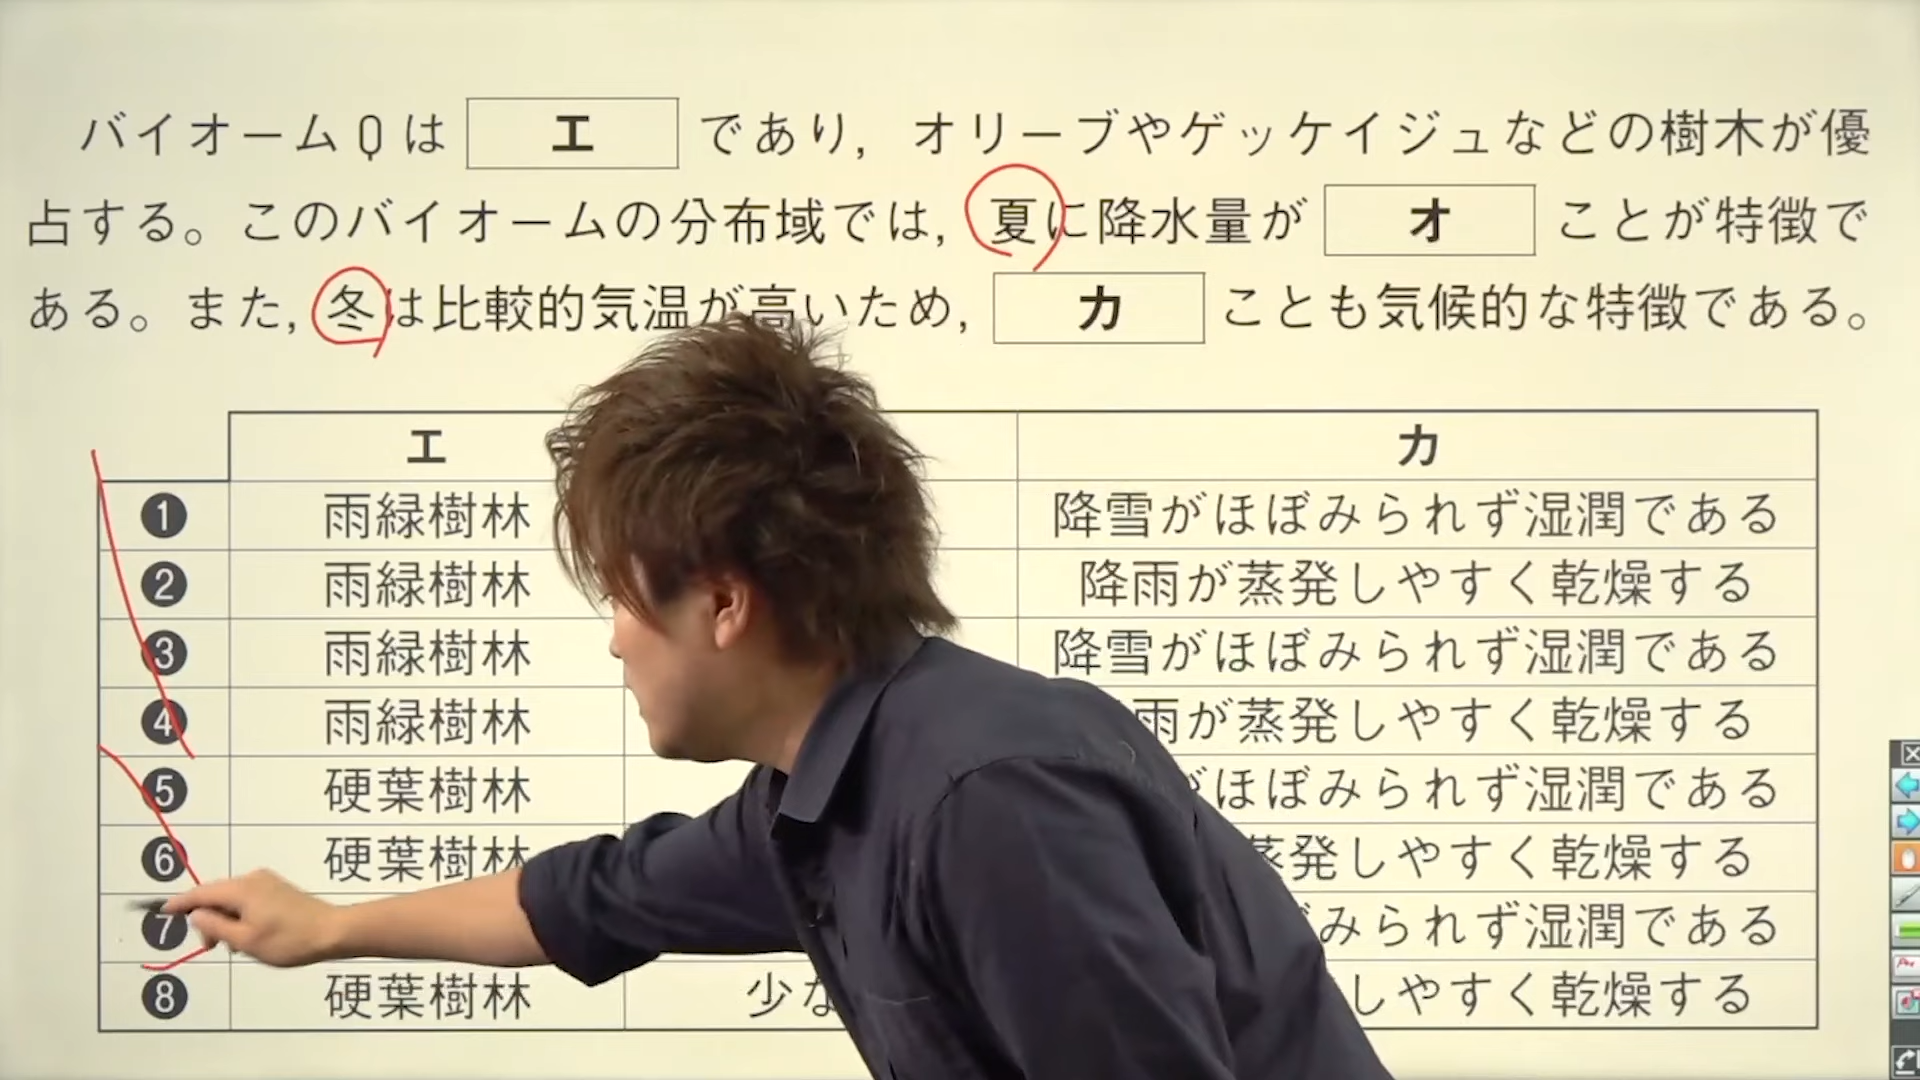 バイオームQは エ であり，オリーブやゲッケイジュなどの樹木が優
占する。このバイオームの分布域では，夏に降水量が オ ことが特徴で
ある。また，冬は比較的気温が高いため， カ ことも気候的な特徴である。
エ カ
❶ 雨緑樹林 降雪がほぼみられず湿潤である
❷ 雨緑樹林 降雨が蒸発しやすく乾燥する
❸ 雨緑樹林 降雪がほぼみられず湿潤である
❹ 雨緑樹林 雨が蒸発しやすく乾燥する
❺ 硬葉樹林 がほぼみられず湿潤である
❻ 硬葉樹林 蒸発しやすく乾燥する
❼ みられず湿潤である
❽ 硬葉樹林 少な しやすく乾燥する